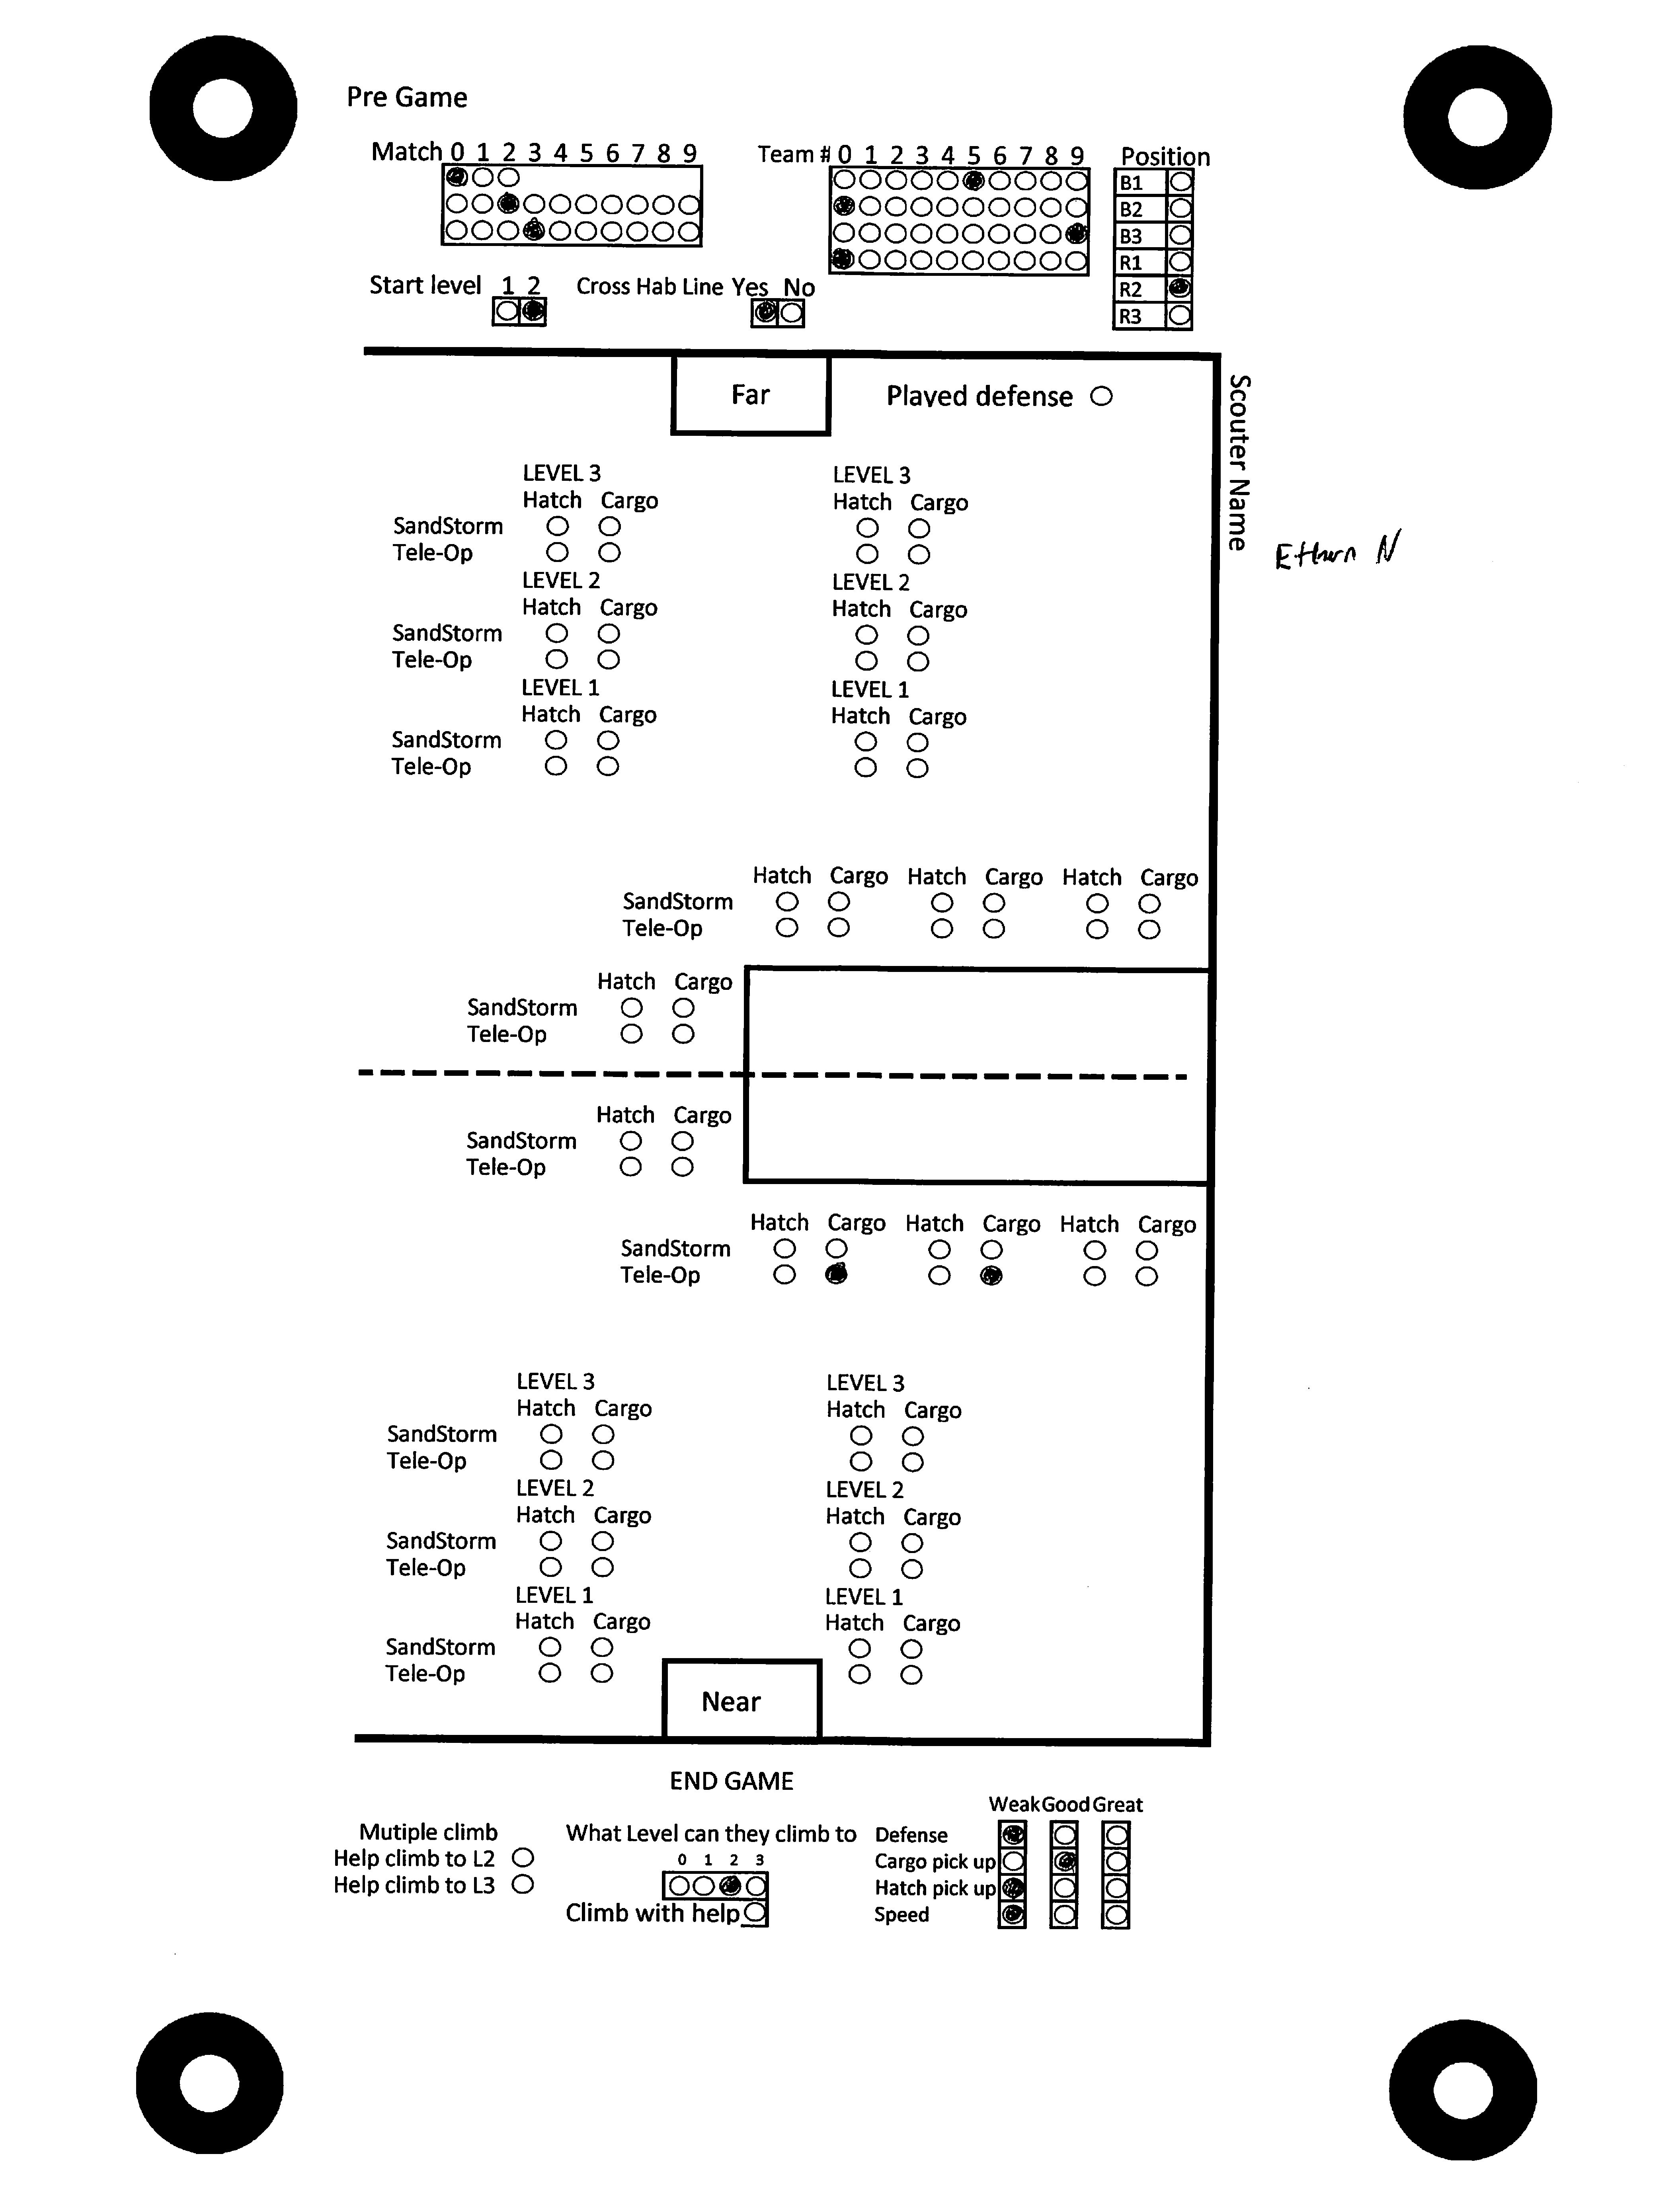 Pre Game
Match 0 1 2 3 4 5 6 7 8 9
Team # 0 1 2 3 4 5 6 7 8 9
Position
B1
B2
B3
R1
R2
R3
Start level 1 2
Cross Hab Line Yes No
Far
Played defense
Scouter Name
N
LEVEL 3 LEVEL 3
Hatch Cargo Hatch Cargo
SandStorm
Tele-Op
LEVEL 2 LEVEL 2
Hatch Cargo Hatch Cargo
SandStorm
Tele-Op
LEVEL 1 LEVEL 1
Hatch Cargo Hatch Cargo
SandStorm
Tele-Op
Hatch Cargo Hatch Cargo Hatch Cargo
SandStorm
Tele-Op
Hatch Cargo
SandStorm
Tele-Op
Hatch Cargo
SandStorm
Tele-Op
Hatch Cargo Hatch Cargo Hatch Cargo
SandStorm
Tele-Op
LEVEL 3 LEVEL 3
Hatch Cargo Hatch Cargo
SandStorm
Tele-Op
LEVEL 2 LEVEL 2
Hatch Cargo Hatch Cargo
SandStorm
Tele-Op
LEVEL 1 LEVEL 1
Hatch Cargo Hatch Cargo
SandStorm
Tele-Op
Near
END GAME
Mutiple climb
Help climb to L2
Help climb to L3
What Level can they climb to
0 1 2 3
Climb with help
Weak Good Great
Defense
Cargo pick up
Hatch pick up
Speed